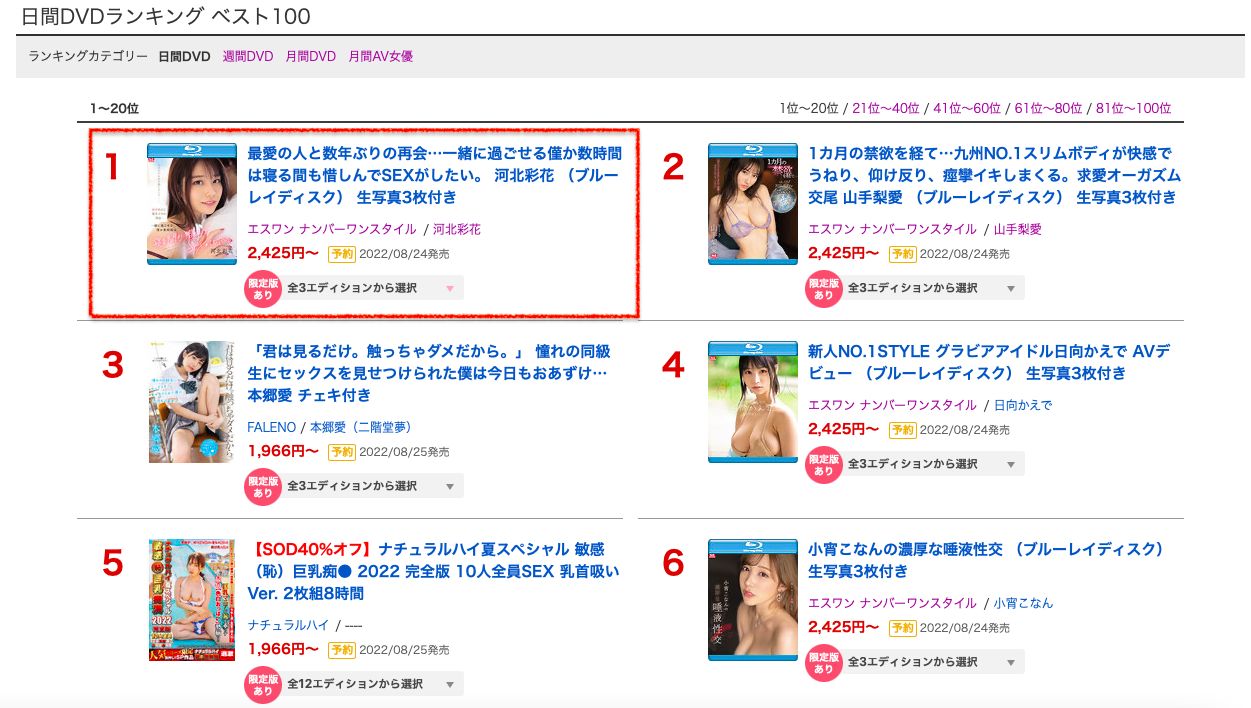 日間DVDランキング ベスト100
ランキングカテゴリー 日間DVD 週間DVD 月間DVD 月間AV女優
1〜20位
1位〜20位 / 21位〜40位 / 41位〜60位 / 61位〜80位 / 81位〜100位
1
最愛の人と数年ぶりの再会…一緒に過ごせる僅か数時間
は寝る間も惜しんでSEXがしたい。 河北彩花 （ブルー
レイディスク） 生写真3枚付き
エスワン ナンバーワンスタイル / 河北彩花
2,425円〜 予約 2022/08/24発売
限定版
あり
全3エディションから選択
2
1カ月の禁欲を経て…九州NO.1スリムボディが快感で
うねり、仰け反り、痙攣イキしまくる。求愛オーガズム
交尾 山手梨愛 （ブルーレイディスク） 生写真3枚付き
エスワン ナンバーワンスタイル / 山手梨愛
2,425円〜 予約 2022/08/24発売
限定版
あり
全3エディションから選択
3
「君は見るだけ。触っちゃダメだから。」 憧れの同級
生にセックスを見せつけられた僕は今日もおあずけ…
本郷愛 チェキ付き
FALENO / 本郷愛（二階堂夢）
1,966円〜 予約 2022/08/25発売
限定版
あり
全3エディションから選択
4
新人NO.1STYLE グラビアアイドル日向かえで AVデ
ビュー （ブルーレイディスク） 生写真3枚付き
エスワン ナンバーワンスタイル / 日向かえで
2,425円〜 予約 2022/08/24発売
限定版
あり
全3エディションから選択
5
【SOD40%オフ】ナチュラルハイ夏スペシャル 敏感
（恥）巨乳痴● 2022 完全版 10人全員SEX 乳首吸い
Ver. 2枚組8時間
ナチュラルハイ / ----
1,966円〜 予約 2022/08/25発売
限定版
あり
全12エディションから選択
6
小宵こなんの濃厚な唾液性交 （ブルーレイディスク）
生写真3枚付き
エスワン ナンバーワンスタイル / 小宵こなん
2,425円〜 予約 2022/08/24発売
限定版
あり
全3エディションから選択